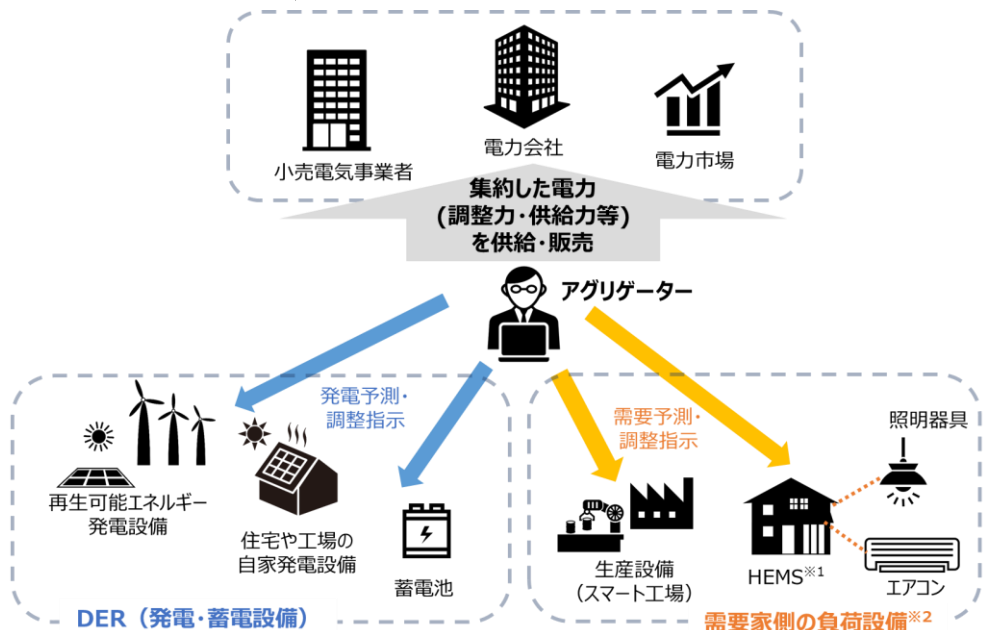 小売電気事業者
電力会社
電力市場
集約した電力
(調整力・供給力等)
を供給・販売
アグリゲーター
発電予測・
調整指示
需要予測・
調整指示
照明器具
再生可能エネルギー
発電設備
住宅や工場の
自家発電設備
蓄電池
生産設備
（スマート工場）
HEMS※1
エアコン
DER（発電・蓄電設備）
需要家側の負荷設備※2